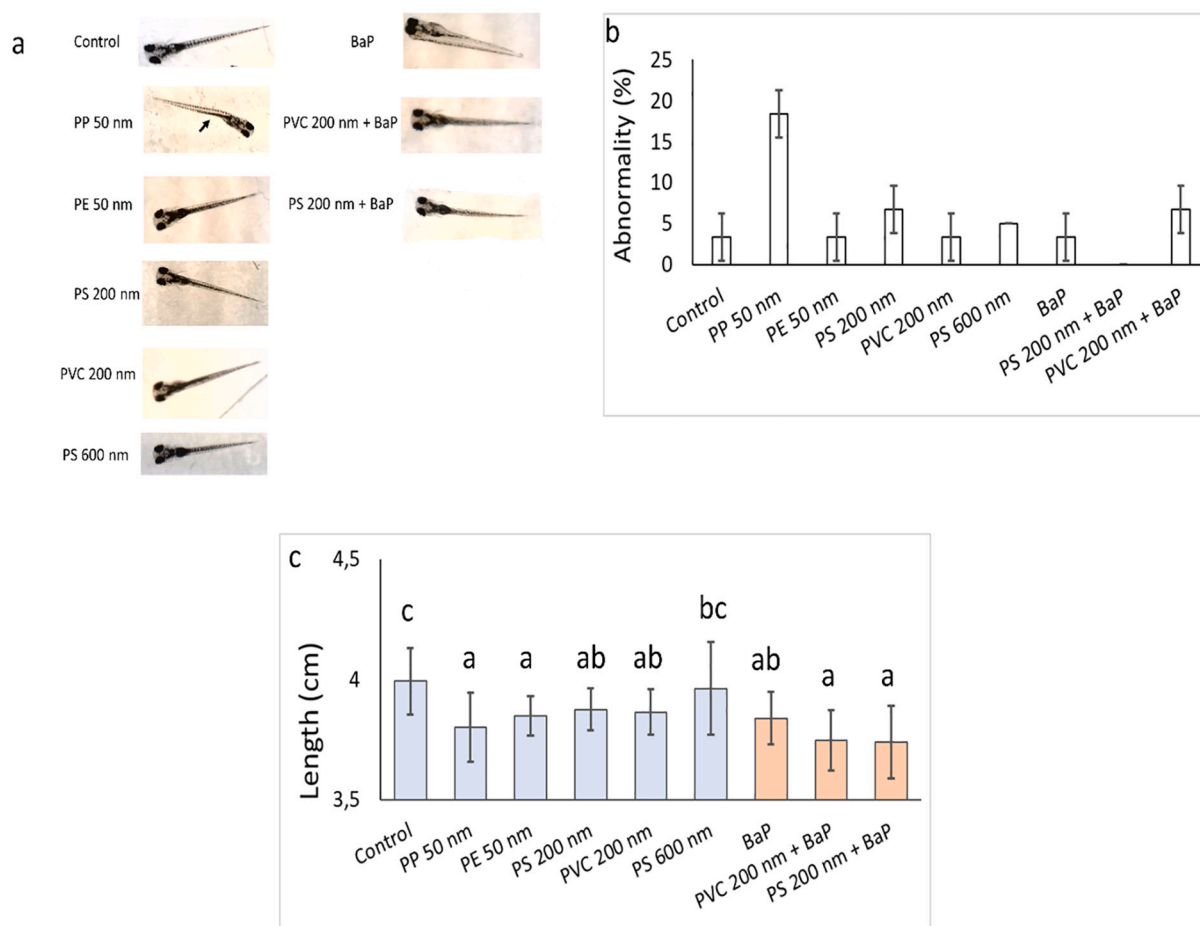 a
Control
BaP
PP 50 nm
PVC 200 nm + BaP
PE 50 nm
PS 200 nm + BaP
PS 200 nm
PVC 200 nm
PS 600 nm
b
Abnormality (%)
25
20
15
10
5
0
Control
PP 50 nm
PE 50 nm
PS 200 nm
PVC 200 nm
PS 600 nm
BaP
PS 200 nm + BaP
PVC 200 nm + BaP
c
Length (cm)
4,5
4
3,5
c
a
a
ab
ab
bc
ab
a
a
Control
PP 50 nm
PE 50 nm
PS 200 nm
PVC 200 nm
PS 600 nm
BaP
PVC 200 nm + BaP
PS 200 nm + BaP